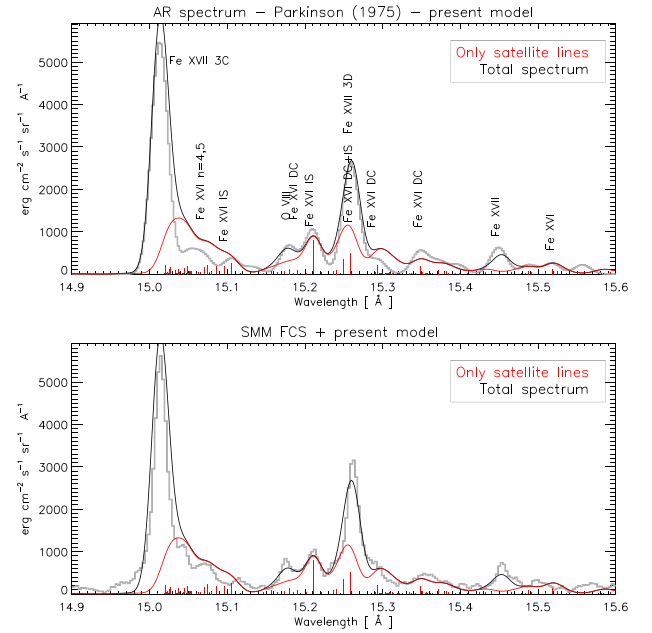 AR spectrum – Parkinson (1975) – present model
erg cm⁻² s⁻¹ sr⁻¹ A⁻¹
5000
4000
3000
2000
1000
0
Fe XVII 3C
Fe XVI n=4,5
Fe XVI IS
O VIII
Fe XVI DC
Fe XVI IS
Fe XVI DC+IS Fe XVII 3D
Fe XVI DC
Fe XVI DC
Fe XVII
Fe XVI
Only satellite lines
Total spectrum
14.9 15.0 15.1 15.2 15.3 15.4 15.5 15.6
Wavelength [ Å ]
SMM FCS + present model
erg cm⁻² s⁻¹ sr⁻¹ A⁻¹
5000
4000
3000
2000
1000
0
Only satellite lines
Total spectrum
14.9 15.0 15.1 15.2 15.3 15.4 15.5 15.6
Wavelength [ Å ]